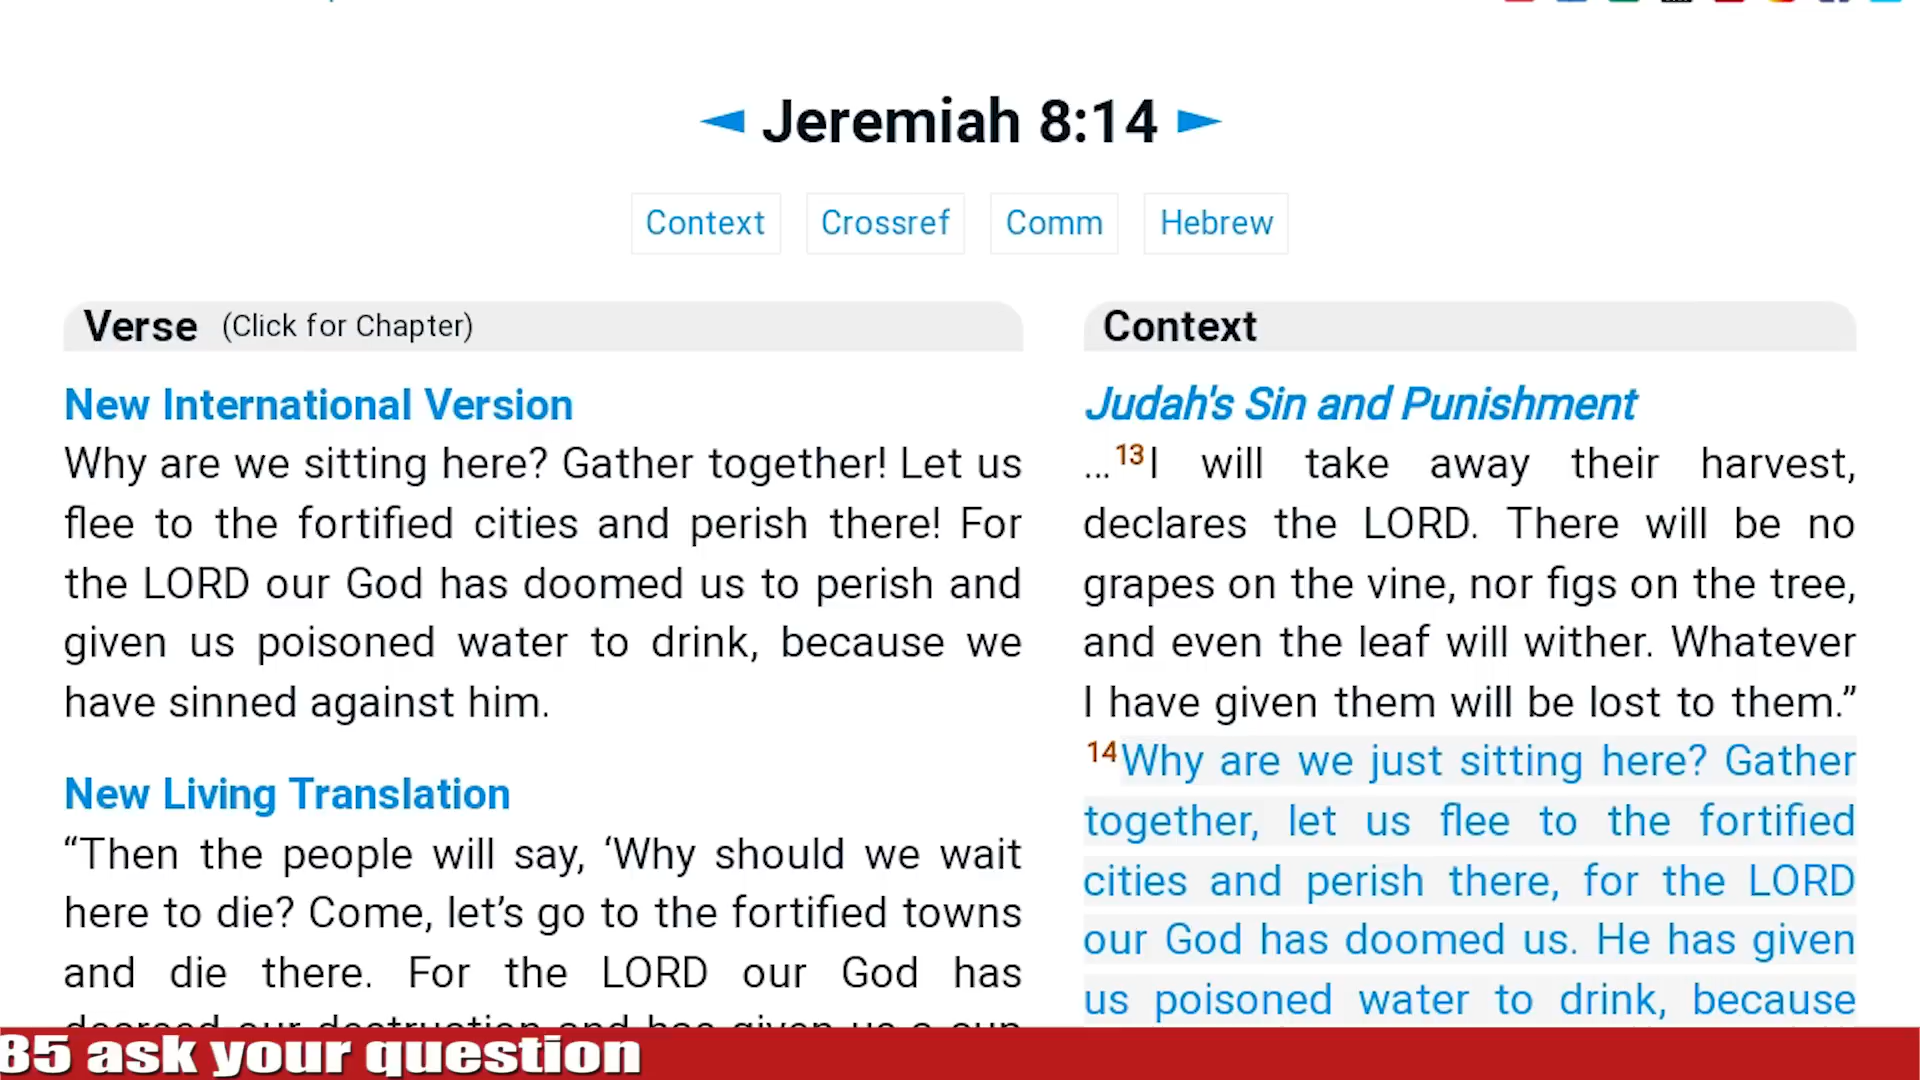 Jeremiah 8:14
Context Crossref Comm Hebrew
Verse (Click for Chapter)
New International Version
Why are we sitting here? Gather together! Let us
flee to the fortified cities and perish there! For
the LORD our God has doomed us to perish and
given us poisoned water to drink, because we
have sinned against him.
New Living Translation
“Then the people will say, ‘Why should we wait
here to die? Come, let’s go to the fortified towns
and die there. For the LORD our God has
decreed our destruction and has given us a cup
Context
Judah's Sin and Punishment
...13I will take away their harvest,
declares the LORD. There will be no
grapes on the vine, nor figs on the tree,
and even the leaf will wither. Whatever
I have given them will be lost to them.”
14Why are we just sitting here? Gather
together, let us flee to the fortified
cities and perish there, for the LORD
our God has doomed us. He has given
us poisoned water to drink, because
85 ask your question